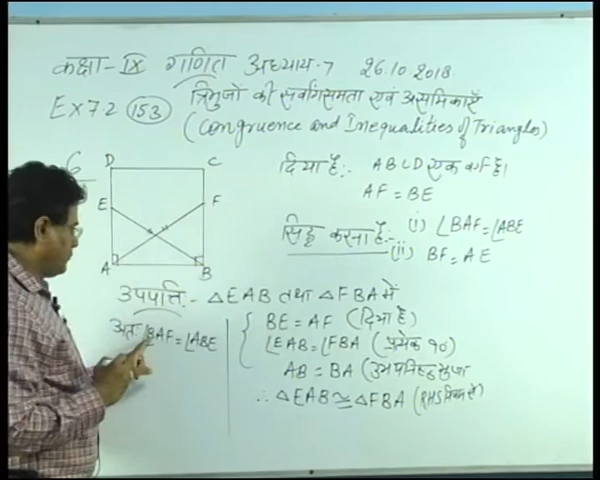 कक्षा - IX गणित अध्याय - 7 26.10.2018.
Ex 7.2 (153) त्रिभुजों की सर्वांगसमता एवं असमिकाएँ
(Congruence and Inequalities of Triangles)
6
D C
E F
A B
दिया है:- ABCD एक वर्ग है।
AF = BE
सिद्ध करना है:- (i) ∠BAF = ∠ABE
(ii) BF = AE
उपपत्ति:- △EAB तथा △FBA में
BE = AF (दिया है)
∠EAB = ∠FBA (प्रत्येक ९०)
AB = BA (उभयनिष्ठ भुजा
∴ △EAB ≅ △FBA (RHS नियम से)
अतः ∠BAF = ∠ABE